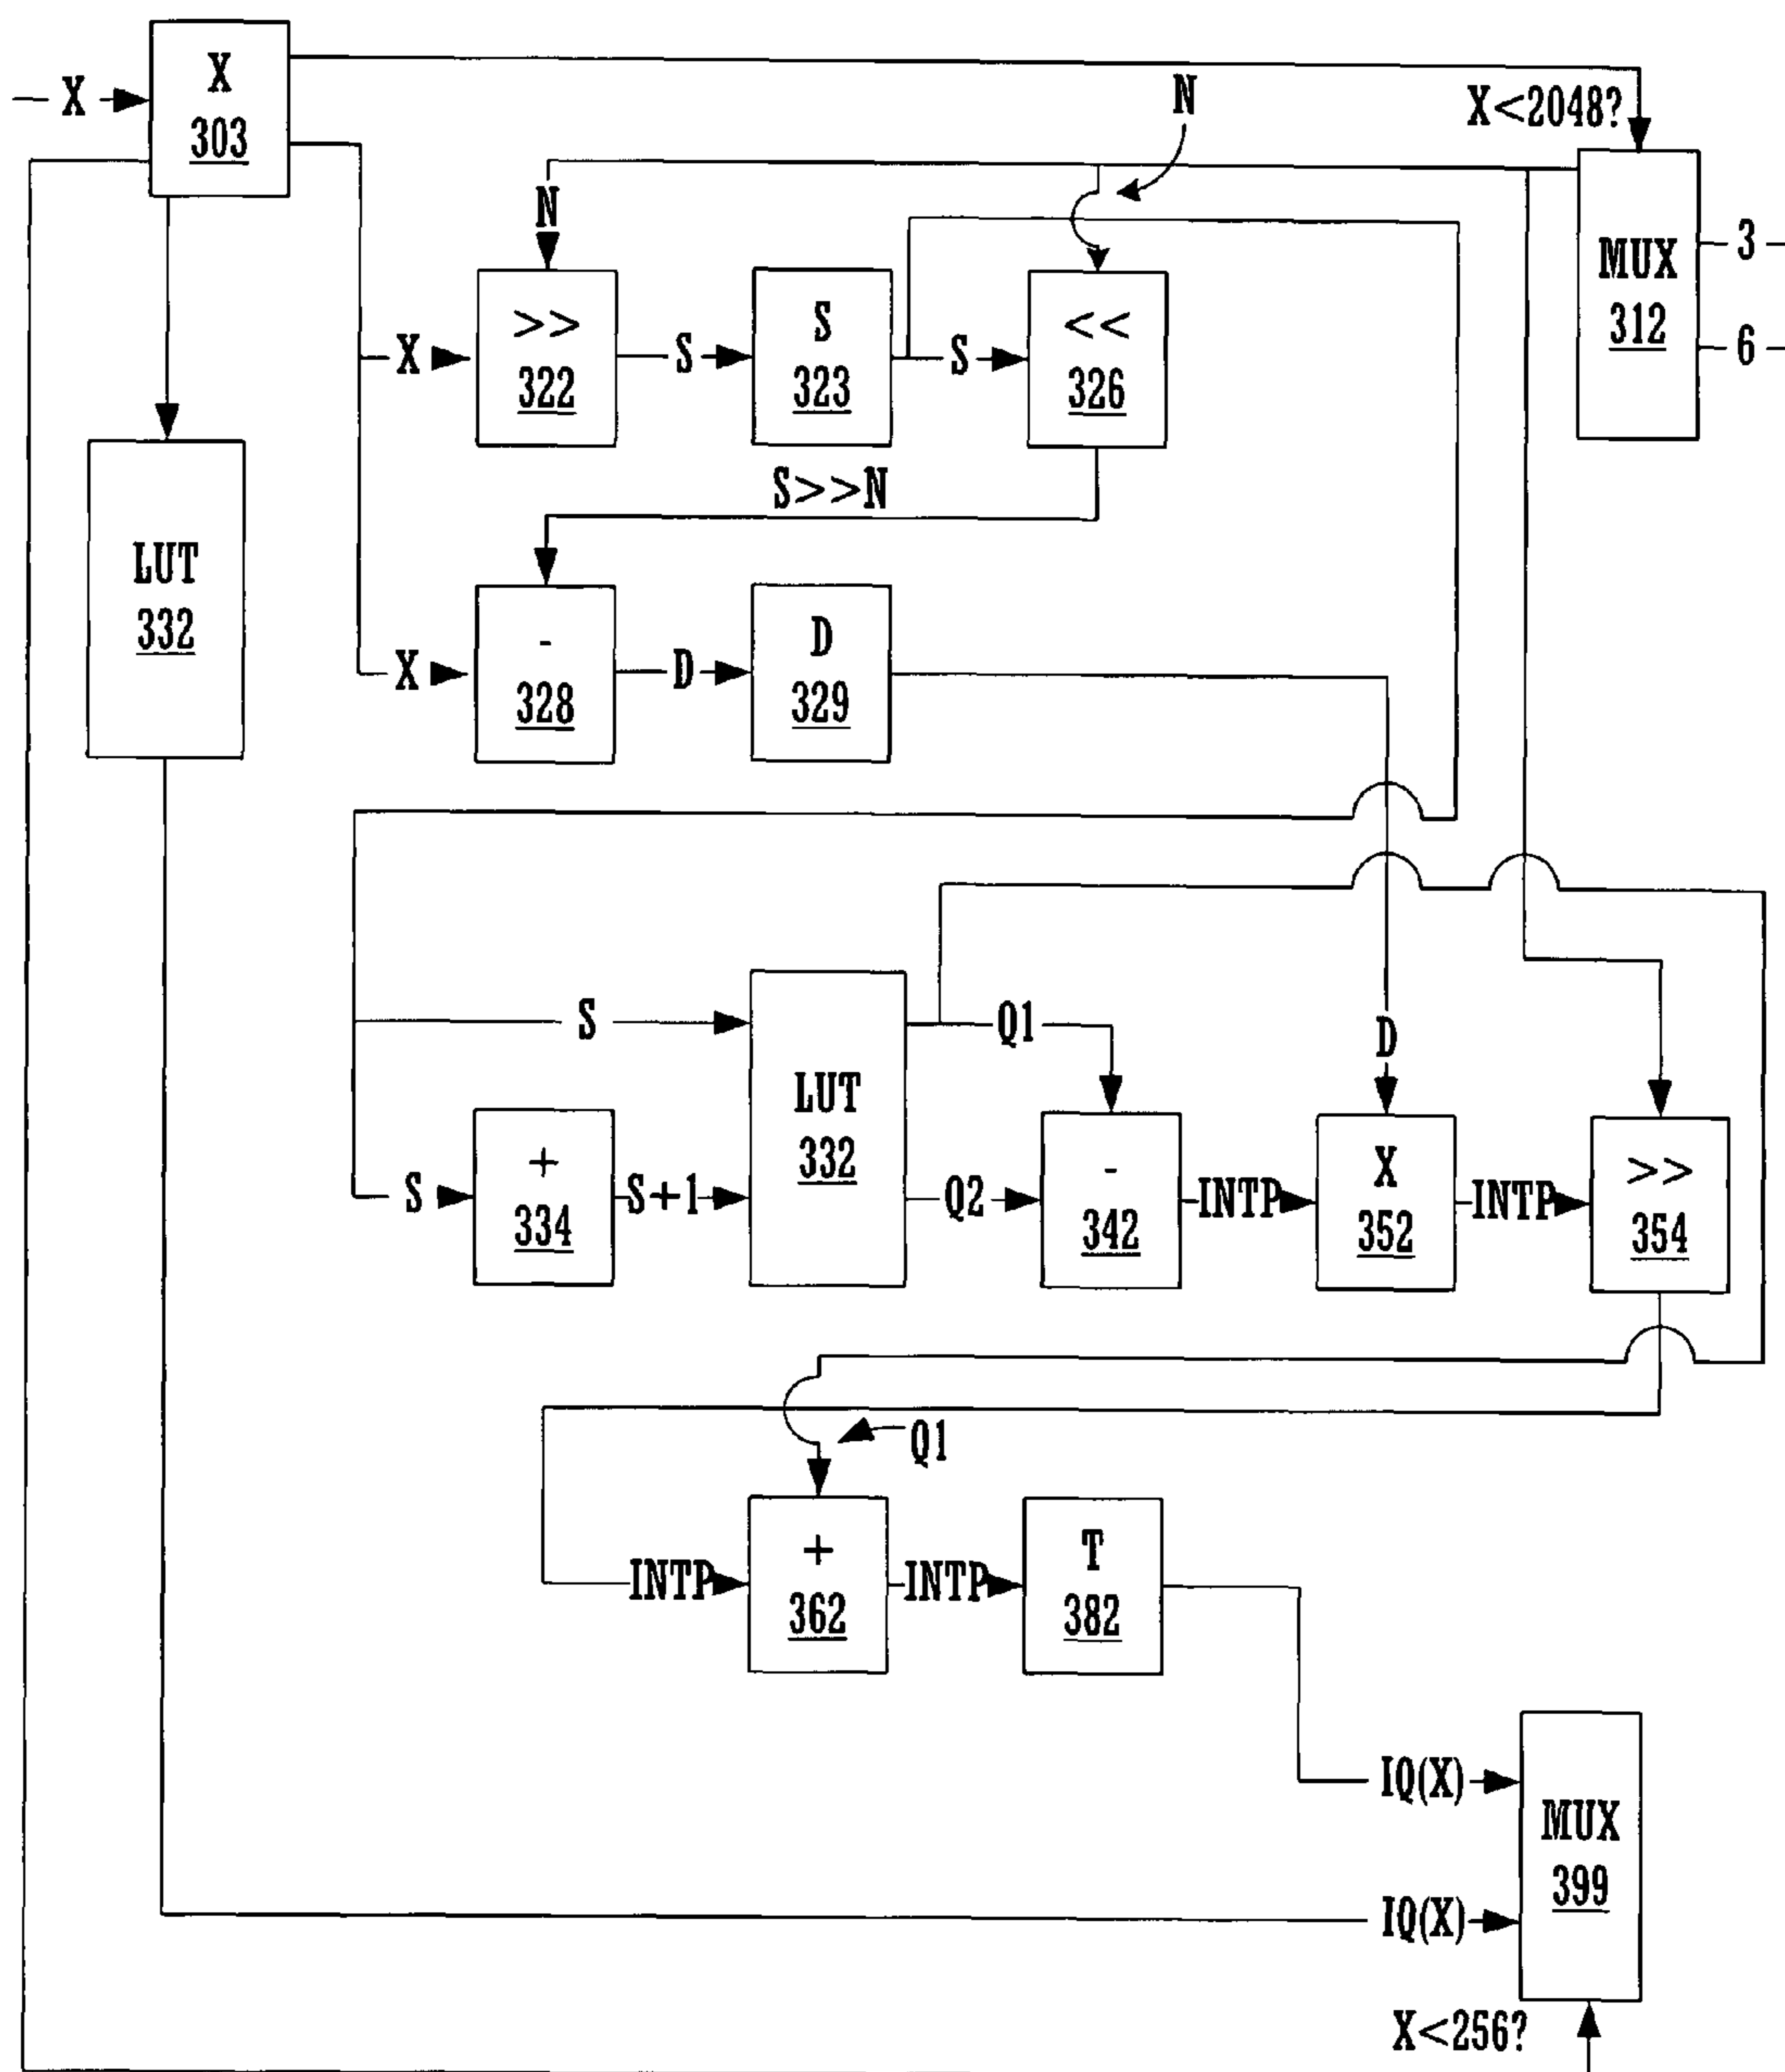 X
303
X
X<2048?
N
N
MUX
312
3
6
X
>>
322
S
S
323
S
<<
326
S>>N
LUT
332
X
-
328
D
D
329
S
LUT
332
Q1
D
S
+
334
S+1
Q2
-
342
INTP
X
352
INTP
>>
354
Q1
INTP
+
362
INTP
T
382
IQ(X)
MUX
399
IQ(X)
X<256?